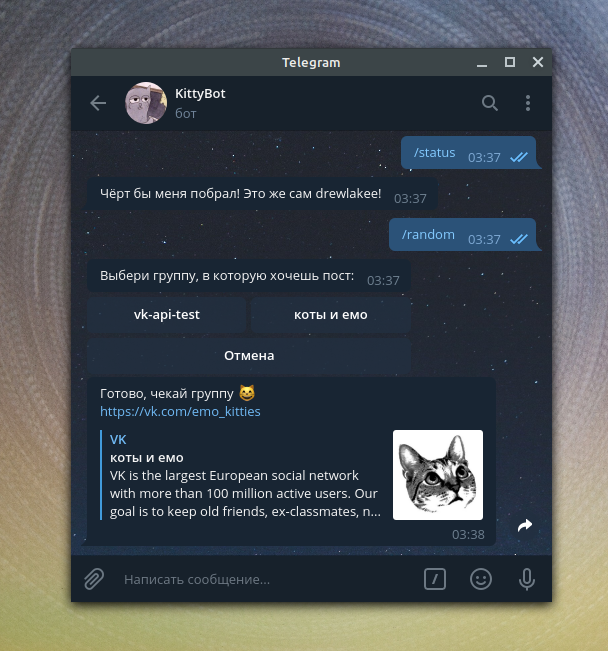 Telegram
KittyBot
бот
/status 03:37
Чёрт бы меня побрал! Это же сам drewlakee! 03:37
/random 03:37
Выбери группу, в которую хочешь пост: 03:37
vk-api-test коты и емо
Отмена
Готово, чекай группу 😺
https://vk.com/emo_kitties
VK
коты и емо
VK is the largest European social network
with more than 100 million active users. Our
goal is to keep old friends, ex-classmates, n...
03:38
Написать сообщение...